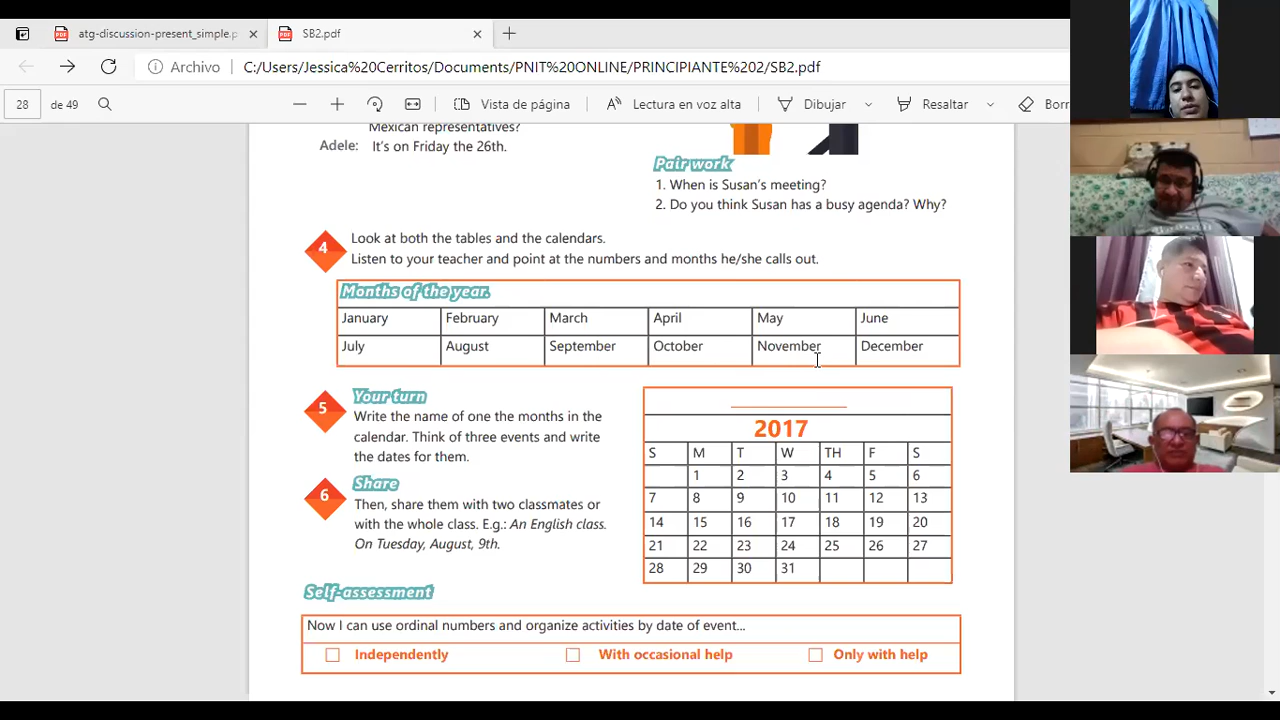 atg-discussion-present_simple.p
SB2.pdf
Archivo C:/Users/Jessica%20Cerritos/Documents/PNIT%20ONLINE/PRINCIPIANTE%202/SB2.pdf
28 de 49 Vista de página Lectura en voz alta Dibujar Resaltar Borr
Mexican representatives?
Adele: It's on Friday the 26th.
Pair work
1. When is Susan's meeting?
2. Do you think Susan has a busy agenda? Why?
4 Look at both the tables and the calendars.
Listen to your teacher and point at the numbers and months he/she calls out.
Months of the year.
January February March April May June
July August September October November December
5 Your turn
Write the name of one the months in the
calendar. Think of three events and write
the dates for them.
6 Share
Then, share them with two classmates or
with the whole class. E.g.: An English class.
On Tuesday, August, 9th.
2017
S M T W TH F S
1 2 3 4 5 6
7 8 9 10 11 12 13
14 15 16 17 18 19 20
21 22 23 24 25 26 27
28 29 30 31
Self-assessment
Now I can use ordinal numbers and organize activities by date of event...
Independently With occasional help Only with help